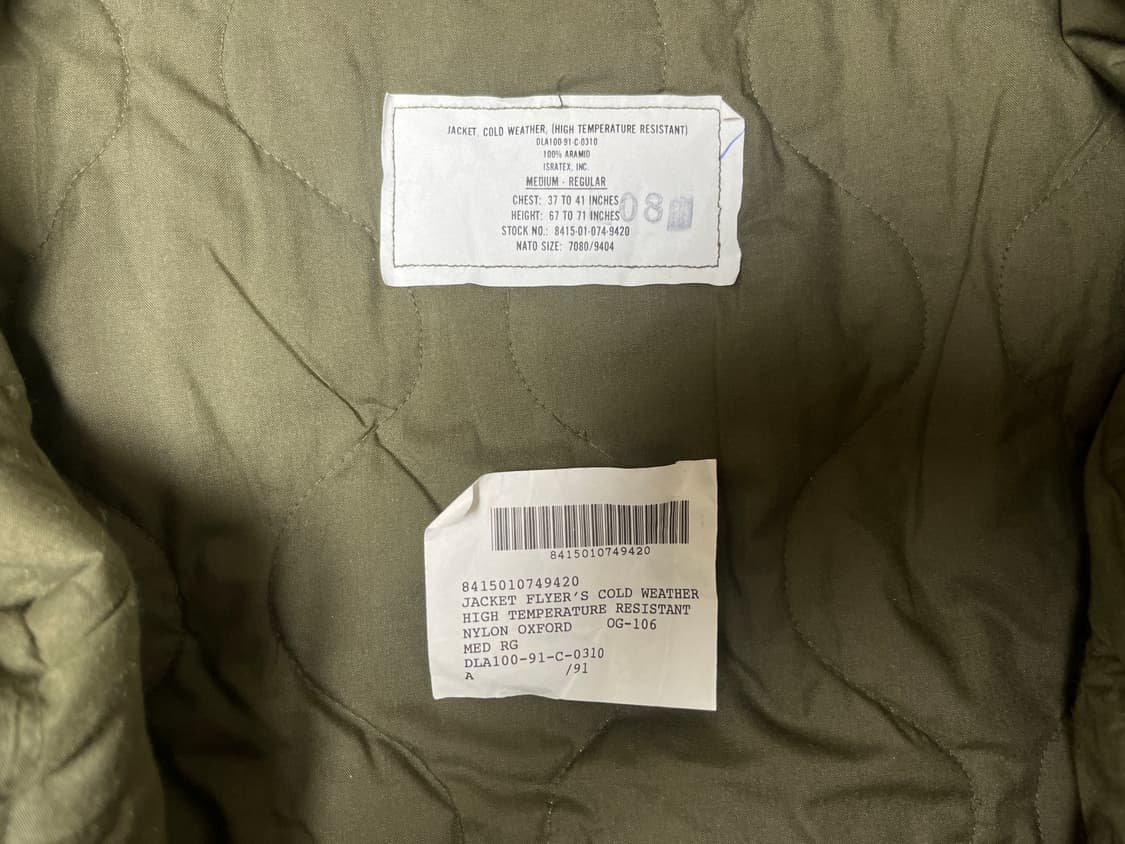 JACKET, COLD WEATHER, (HIGH TEMPERATURE RESISTANT)
DLA100-91-C-0310
100% ARAMID
ISRATEX, INC.
MEDIUM - REGULAR
CHEST: 37 TO 41 INCHES
HEIGHT: 67 TO 71 INCHES
08
STOCK NO.: 8415-01-074-9420
NATO SIZE: 7080/9404
8415010749420
8415010749420
JACKET FLYER'S COLD WEATHER
HIGH TEMPERATURE RESISTANT
NYLON OXFORD OG-106
MED RG
DLA100-91-C-0310
A /91